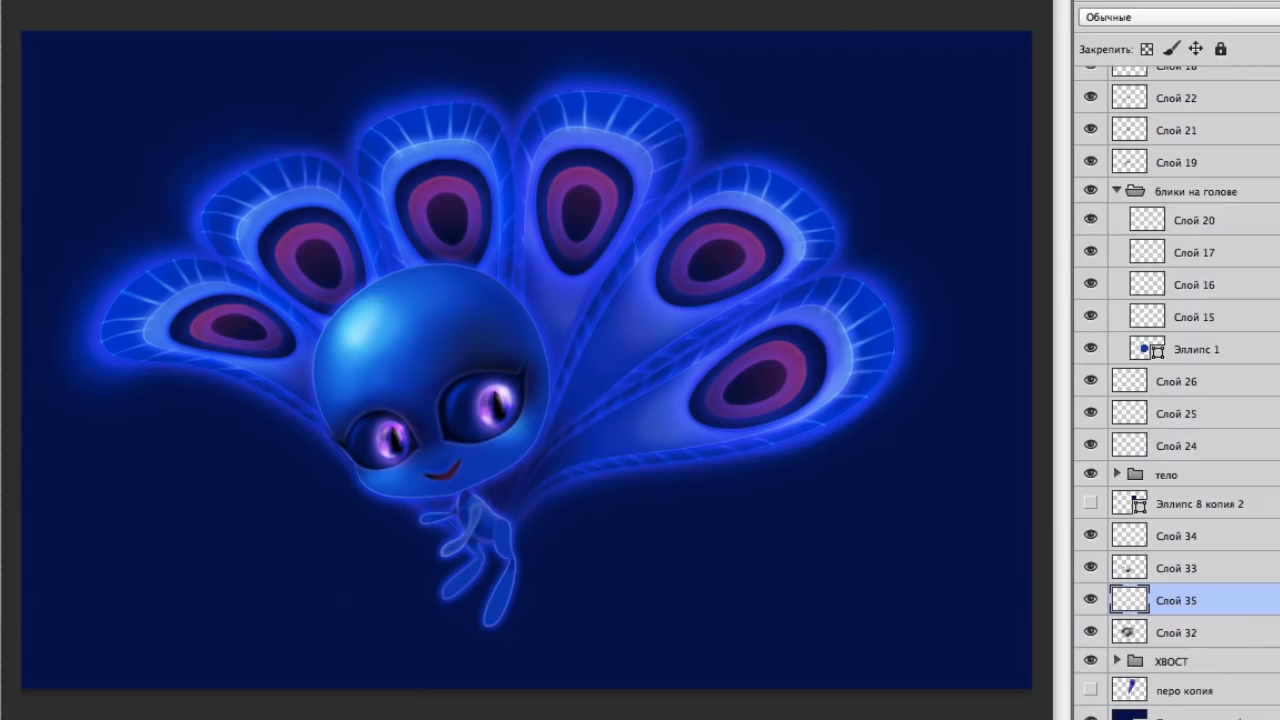 Обычные
Закрепить:
Слой 18
Слой 22
Слой 21
Слой 19
блики на голове
Слой 20
Слой 17
Слой 16
Слой 15
Эллипс 1
Слой 26
Слой 25
Слой 24
тело
Эллипс 8 копия 2
Слой 34
Слой 33
Слой 35
Слой 32
ХВОСТ
перо копия